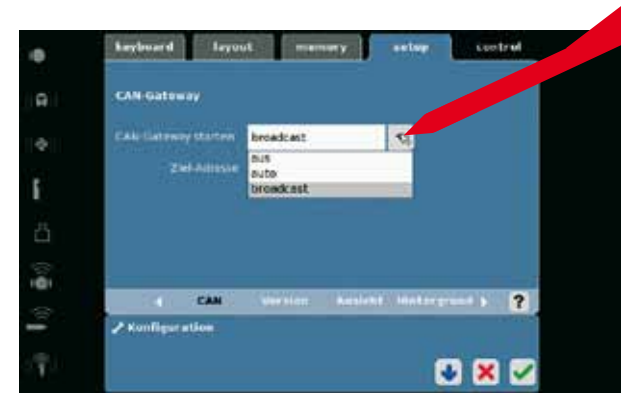 keyboard layout memory setup control
CAN-Gateway
CAN-Gateway starten broadcast
aus
Ziel-Adresse
auto
broadcast
CAN Version Ansicht Hintergrund ?
Konfiguration